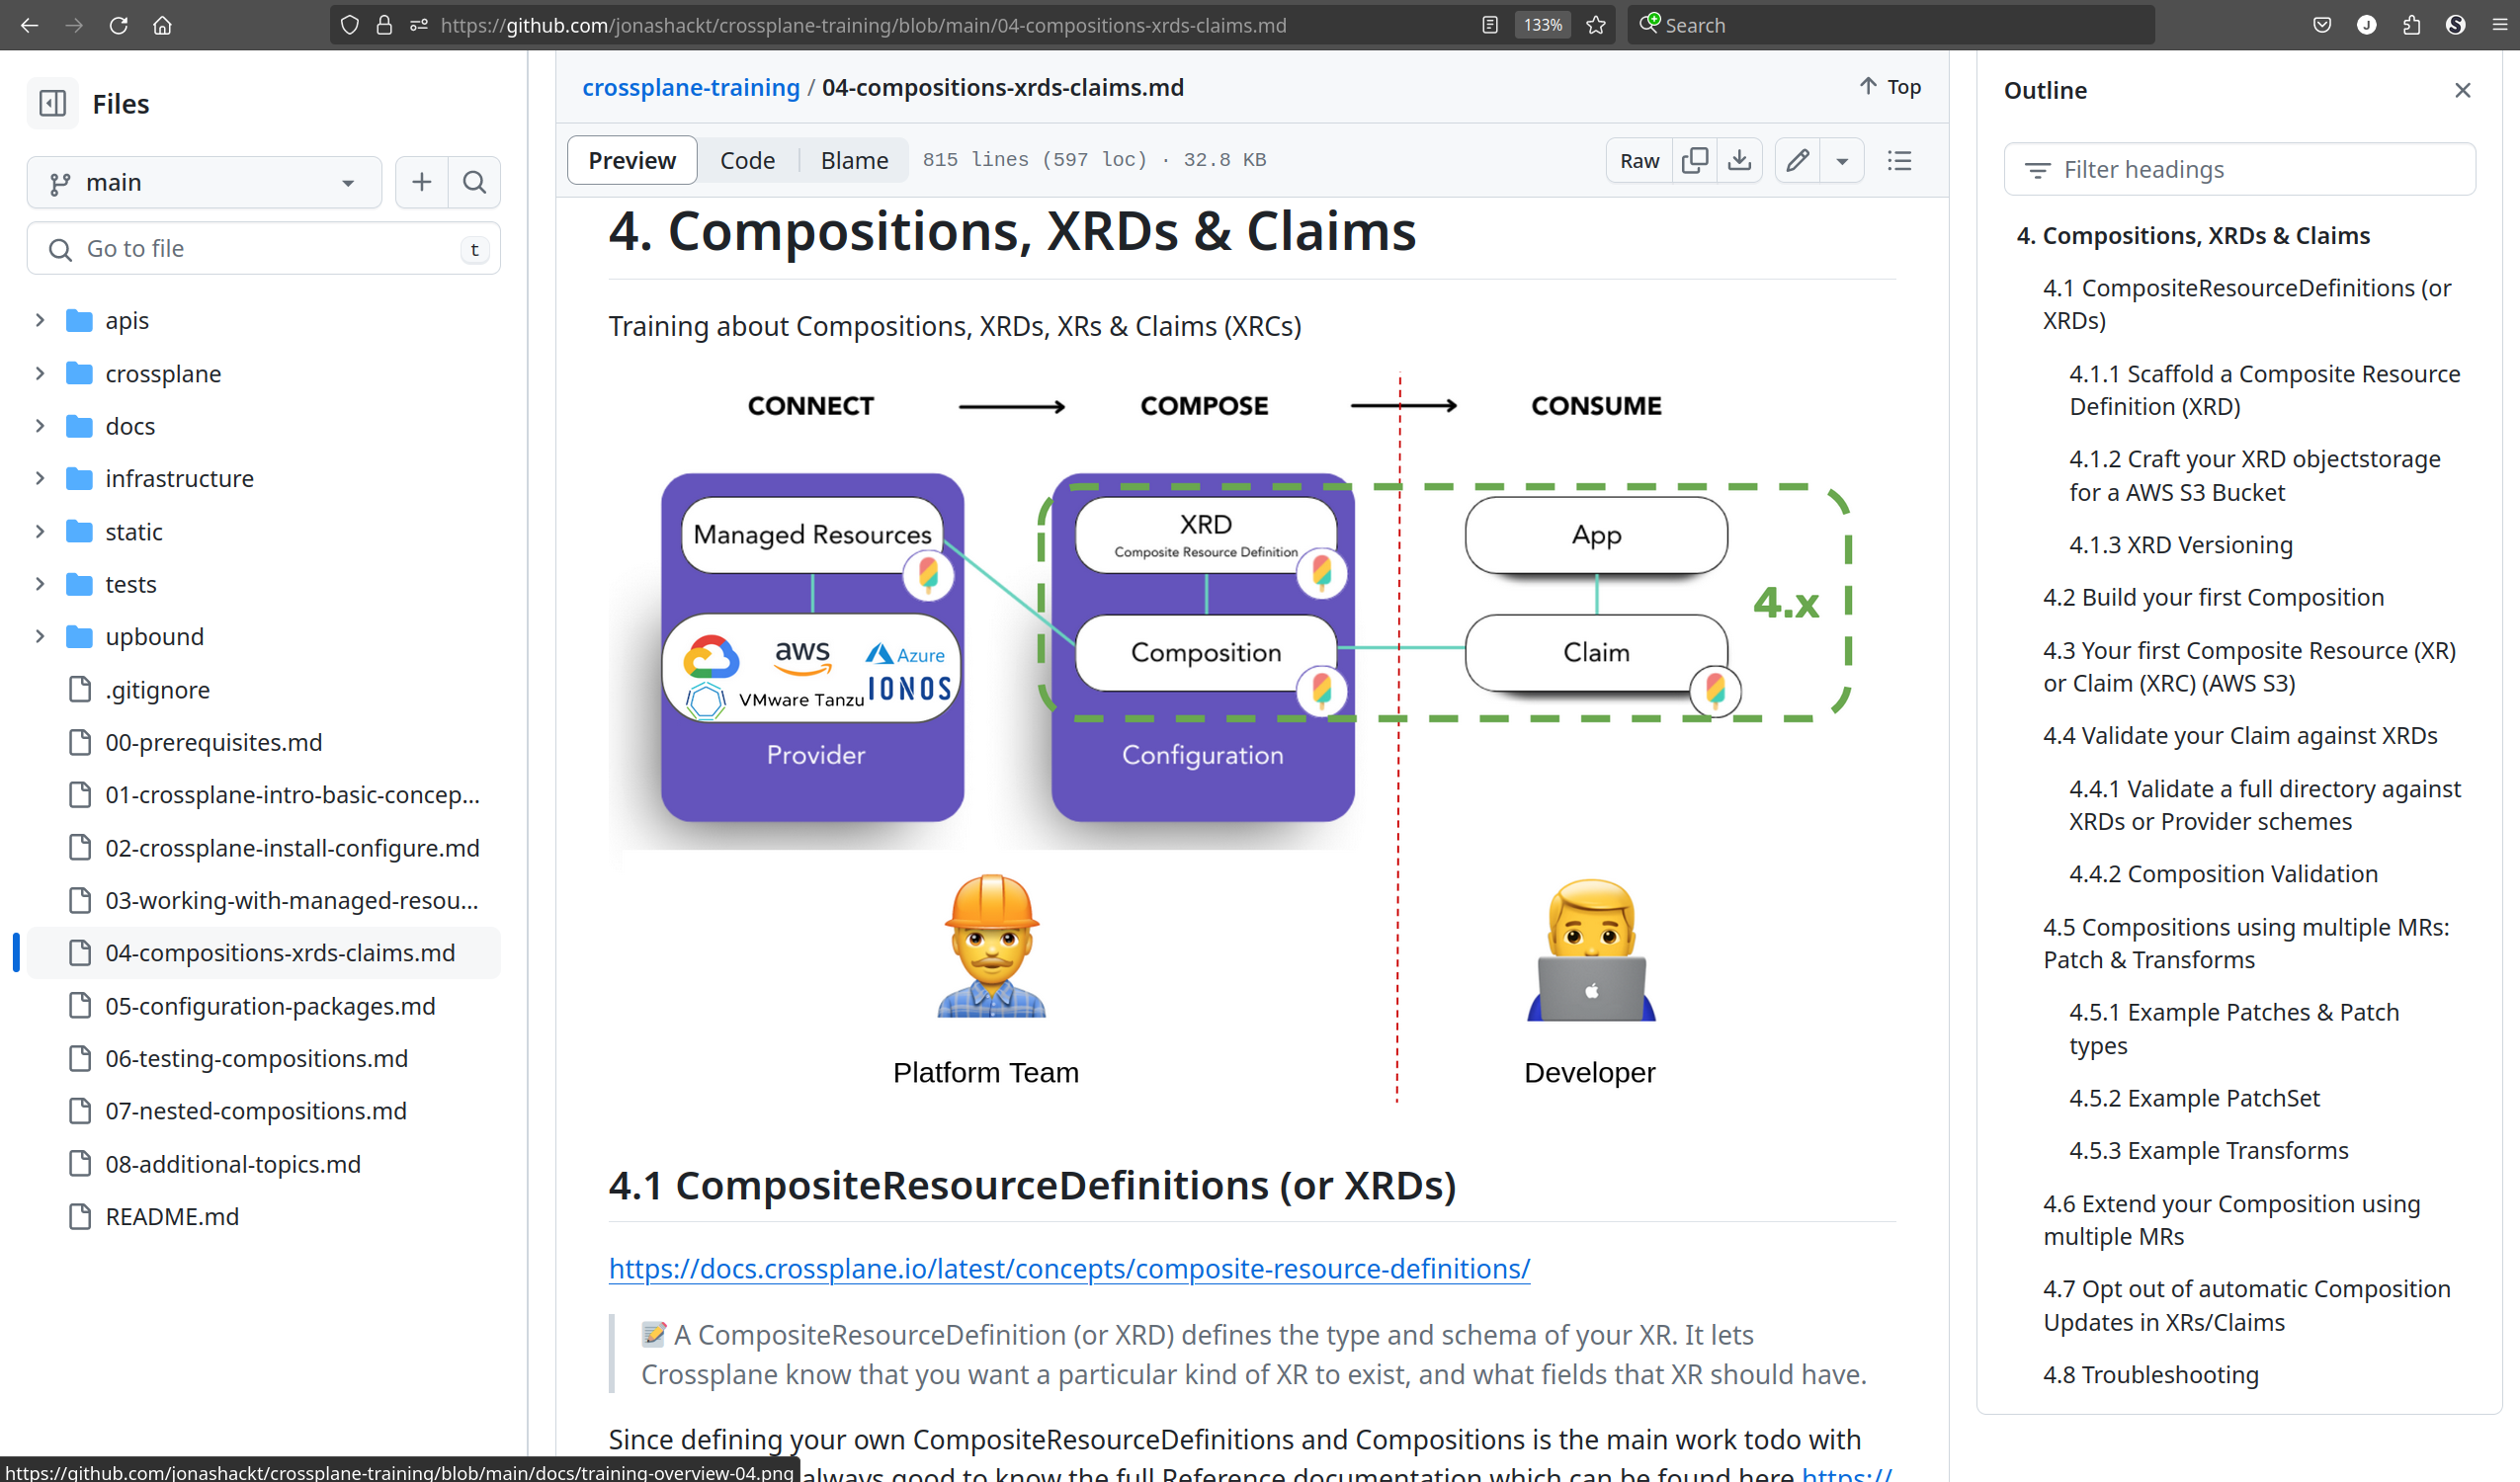 https://github.com/jonashackt/crossplane-training/blob/main/04-compositions-xrds-claims.md
133%
Search
J
S
Files
main
Go to file
t
apis
crossplane
docs
infrastructure
static
tests
upbound
.gitignore
00-prerequisites.md
01-crossplane-intro-basic-concep...
02-crossplane-install-configure.md
03-working-with-managed-resou...
04-compositions-xrds-claims.md
05-configuration-packages.md
06-testing-compositions.md
07-nested-compositions.md
08-additional-topics.md
README.md
crossplane-training / 04-compositions-xrds-claims.md
Top
Preview
Code
Blame
815 lines (597 loc) · 32.8 KB
Raw
4. Compositions, XRDs & Claims
Training about Compositions, XRDs, XRs & Claims (XRCs)
CONNECT
COMPOSE
CONSUME
Managed Resources
XRD
Composite Resource Definition
App
4.x
aws
Azure
VMware Tanzu
IONOS
Composition
Claim
Provider
Configuration
Platform Team
Developer
4.1 CompositeResourceDefinitions (or XRDs)
https://docs.crossplane.io/latest/concepts/composite-resource-definitions/
📝 A CompositeResourceDefinition (or XRD) defines the type and schema of your XR. It lets
Crossplane know that you want a particular kind of XR to exist, and what fields that XR should have.
Since defining your own CompositeResourceDefinitions and Compositions is the main work todo with
always good to know the full Reference documentation which can be found here https://
https://github.com/jonashackt/crossplane-training/blob/main/docs/training-overview-04.png
Outline
Filter headings
4. Compositions, XRDs & Claims
4.1 CompositeResourceDefinitions (or
XRDs)
4.1.1 Scaffold a Composite Resource
Definition (XRD)
4.1.2 Craft your XRD objectstorage
for a AWS S3 Bucket
4.1.3 XRD Versioning
4.2 Build your first Composition
4.3 Your first Composite Resource (XR)
or Claim (XRC) (AWS S3)
4.4 Validate your Claim against XRDs
4.4.1 Validate a full directory against
XRDs or Provider schemes
4.4.2 Composition Validation
4.5 Compositions using multiple MRs:
Patch & Transforms
4.5.1 Example Patches & Patch
types
4.5.2 Example PatchSet
4.5.3 Example Transforms
4.6 Extend your Composition using
multiple MRs
4.7 Opt out of automatic Composition
Updates in XRs/Claims
4.8 Troubleshooting